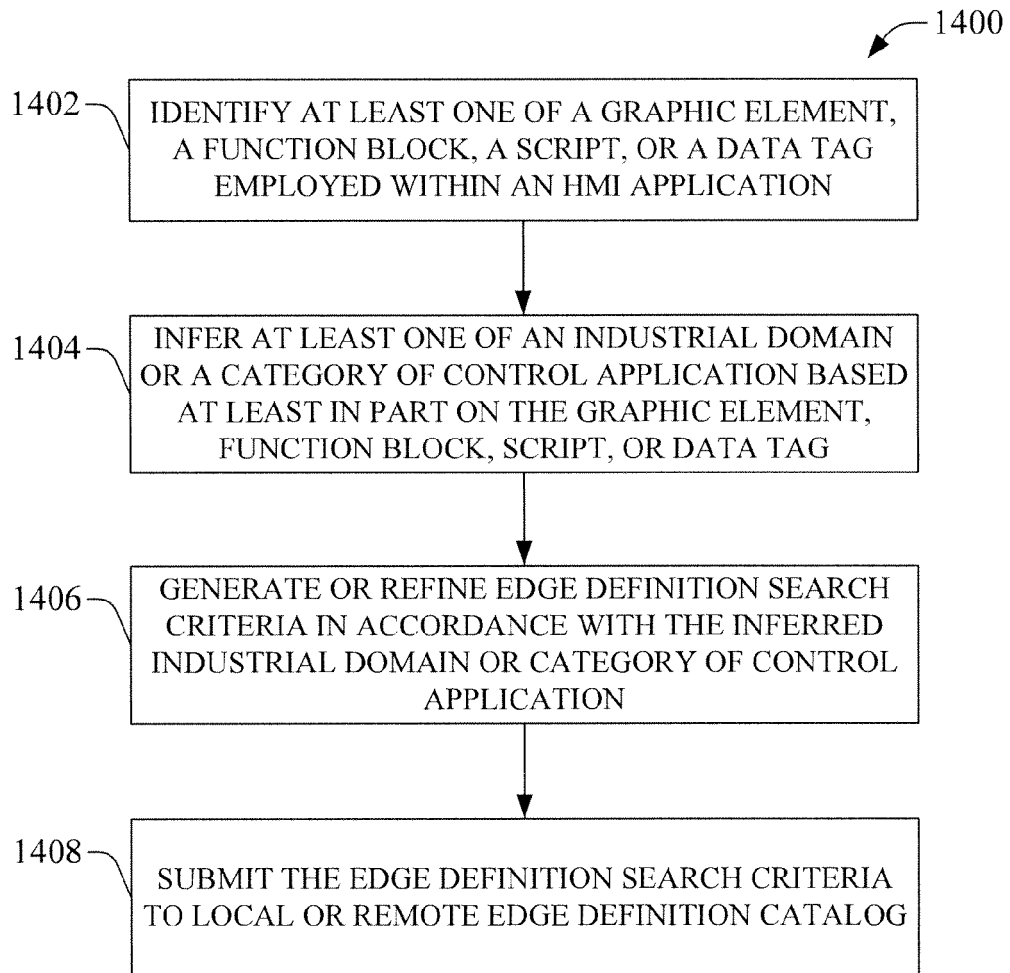 1400
1402
IDENTIFY AT LEAST ONE OF A GRAPHIC ELEMENT,
A FUNCTION BLOCK, A SCRIPT, OR A DATA TAG
EMPLOYED WITHIN AN HMI APPLICATION
1404
INFER AT LEAST ONE OF AN INDUSTRIAL DOMAIN
OR A CATEGORY OF CONTROL APPLICATION BASED
AT LEAST IN PART ON THE GRAPHIC ELEMENT,
FUNCTION BLOCK, SCRIPT, OR DATA TAG
1406
GENERATE OR REFINE EDGE DEFINITION SEARCH
CRITERIA IN ACCORDANCE WITH THE INFERRED
INDUSTRIAL DOMAIN OR CATEGORY OF CONTROL
APPLICATION
1408
SUBMIT THE EDGE DEFINITION SEARCH CRITERIA
TO LOCAL OR REMOTE EDGE DEFINITION CATALOG